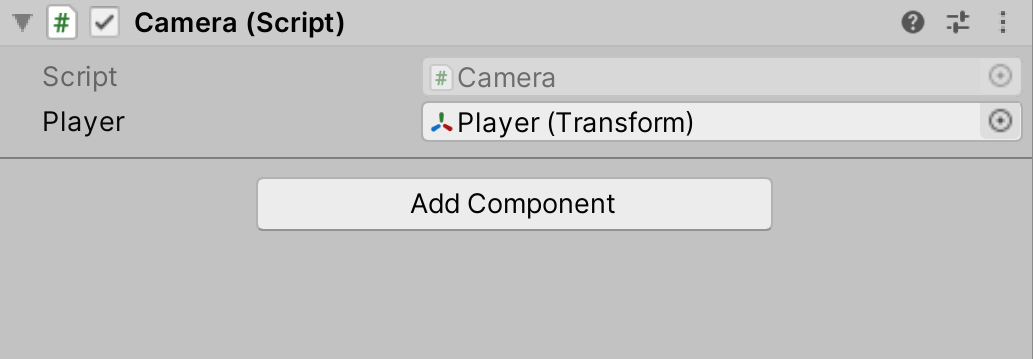 Camera (Script)
Script Camera
Player Player (Transform)
Add Component